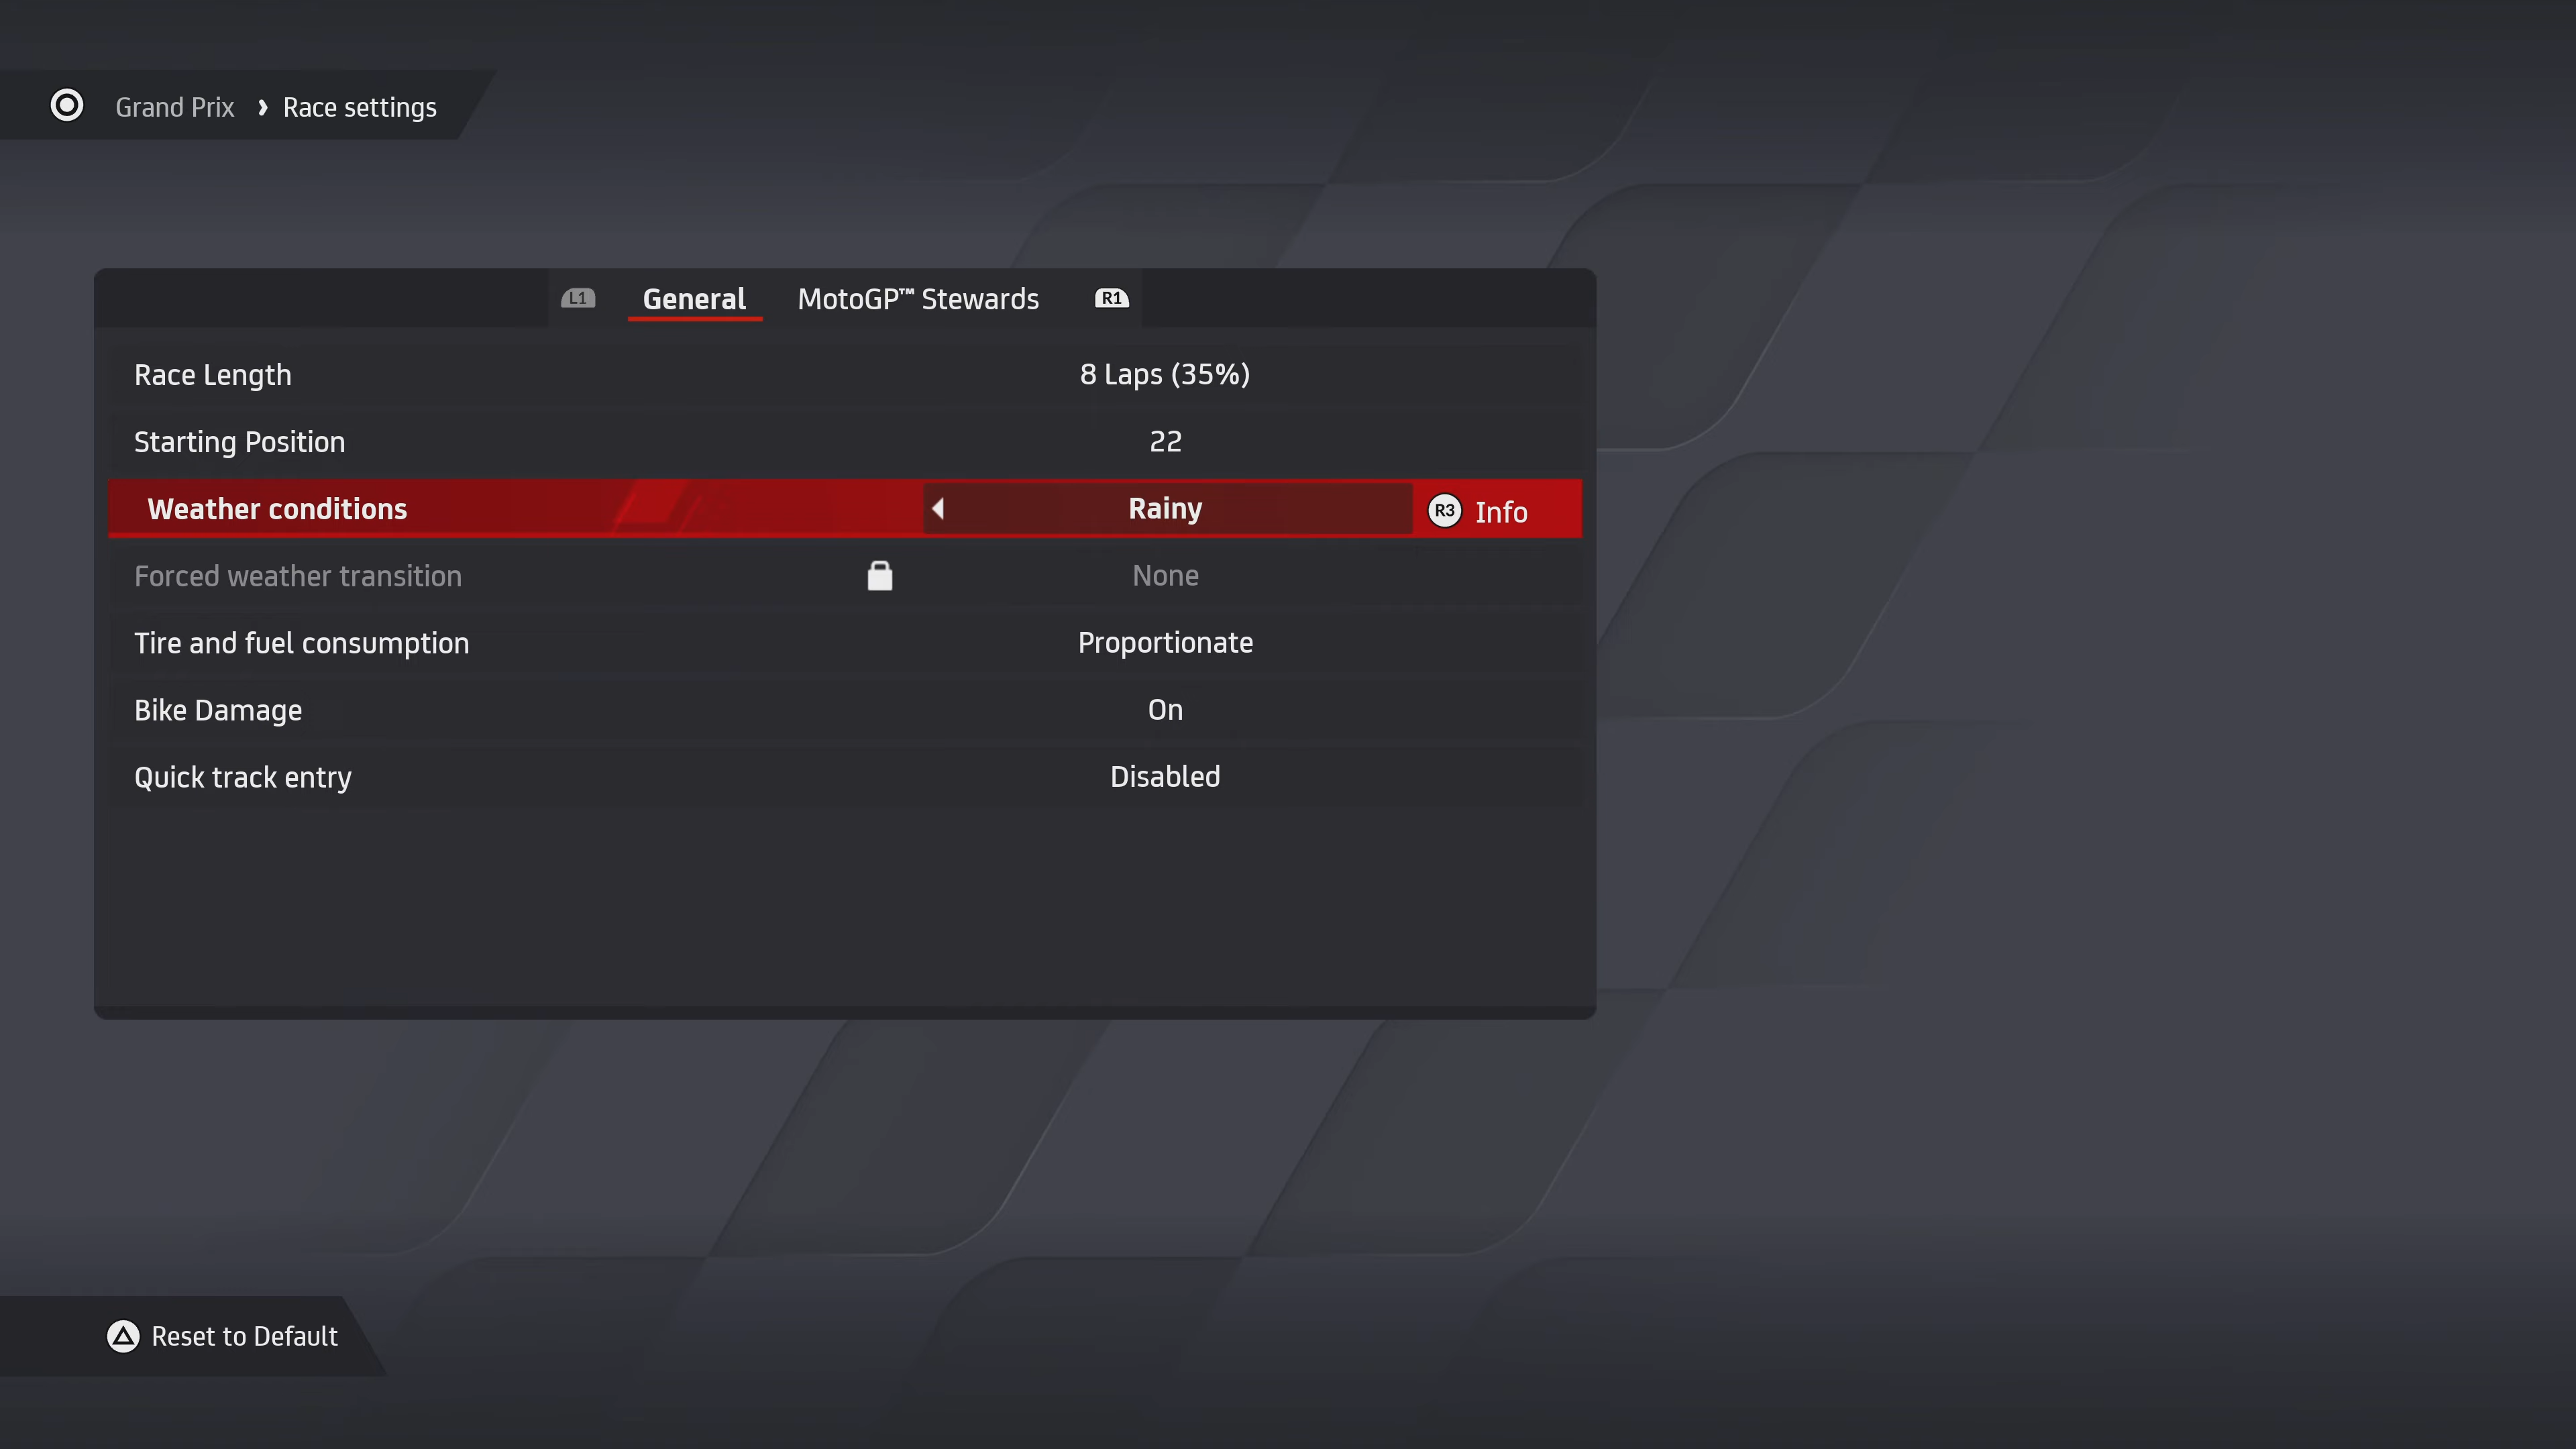 Grand Prix › Race settings
L1 General MotoGP™ Stewards R1
Race Length 8 Laps (35%)
Starting Position 22
Weather conditions Rainy R3 Info
Forced weather transition None
Tire and fuel consumption Proportionate
Bike Damage On
Quick track entry Disabled
Reset to Default